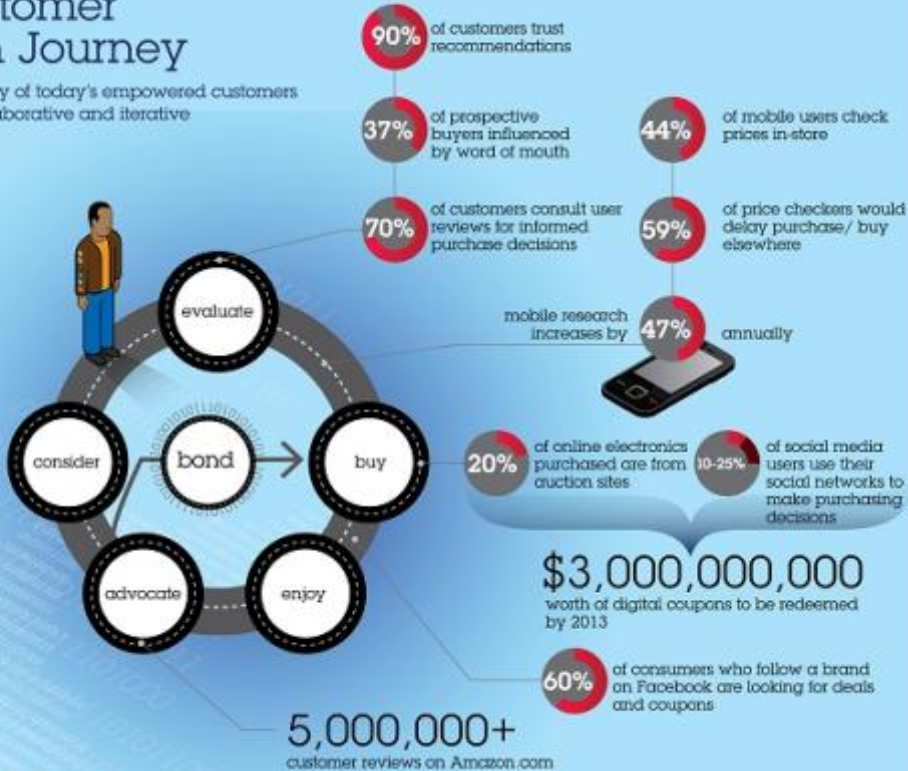 tomer
n Journey
y of today's empowered customers
aborative and iterative
90%
of customers trust
recommendations
37%
of prospective
buyers influenced
by word of mouth
70%
of customers consult user
reviews for informed
purchase decisions
44%
of mobile users check
prices in-store
59%
of price checkers would
delay purchase/ buy
elsewhere
mobile research
increases by
47%
annually
evaluate
consider
bond
buy
advocate
enjoy
20%
of online electronics
purchased are from
auction sites
10-25%
of social media
users use their
social networks to
make purchasing
decisions
$3,000,000,000
worth of digital coupons to be redeemed
by 2013
60%
of consumers who follow a brand
on Facebook are looking for deals
and coupons
5,000,000+
customer reviews on Amazon.com